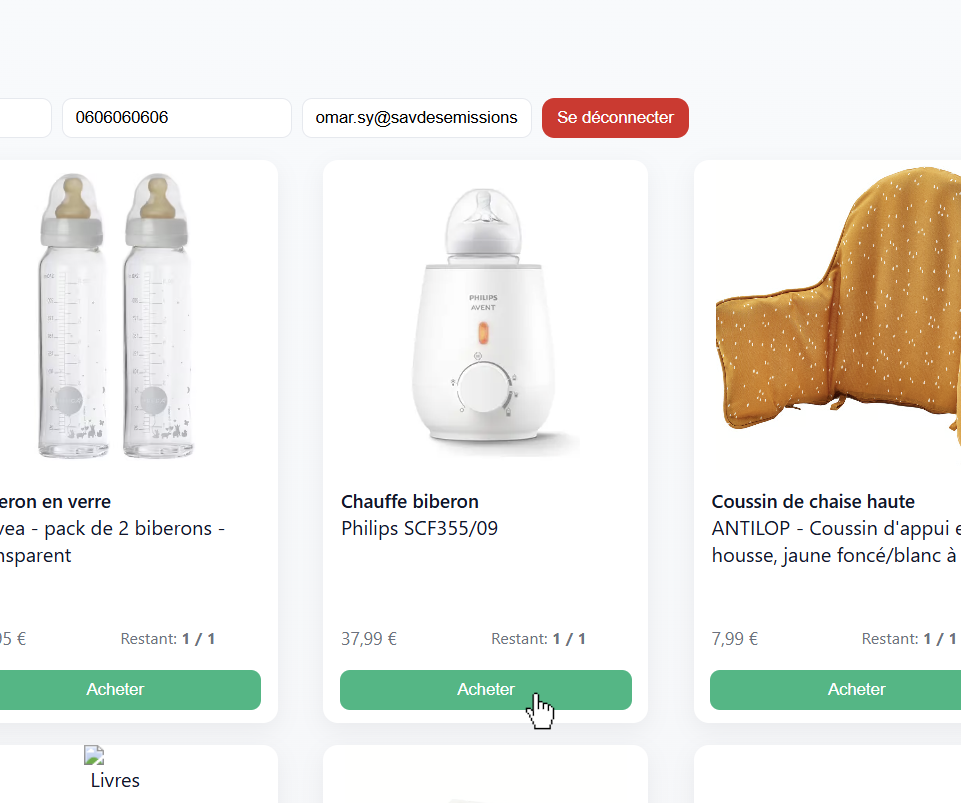 0606060606
omar.sy@savdesemissions
Se déconnecter
PHILIPS
AVENT
eron en verre
vea - pack de 2 biberons -
nsparent
95 €
Restant: 1 / 1
Acheter
Chauffe biberon
Philips SCF355/09
37,99 €
Restant: 1 / 1
Acheter
Coussin de chaise haute
ANTILOP - Coussin d'appui e
housse, jaune foncé/blanc à
7,99 €
Restant: 1 / 1
Acheter
Livres